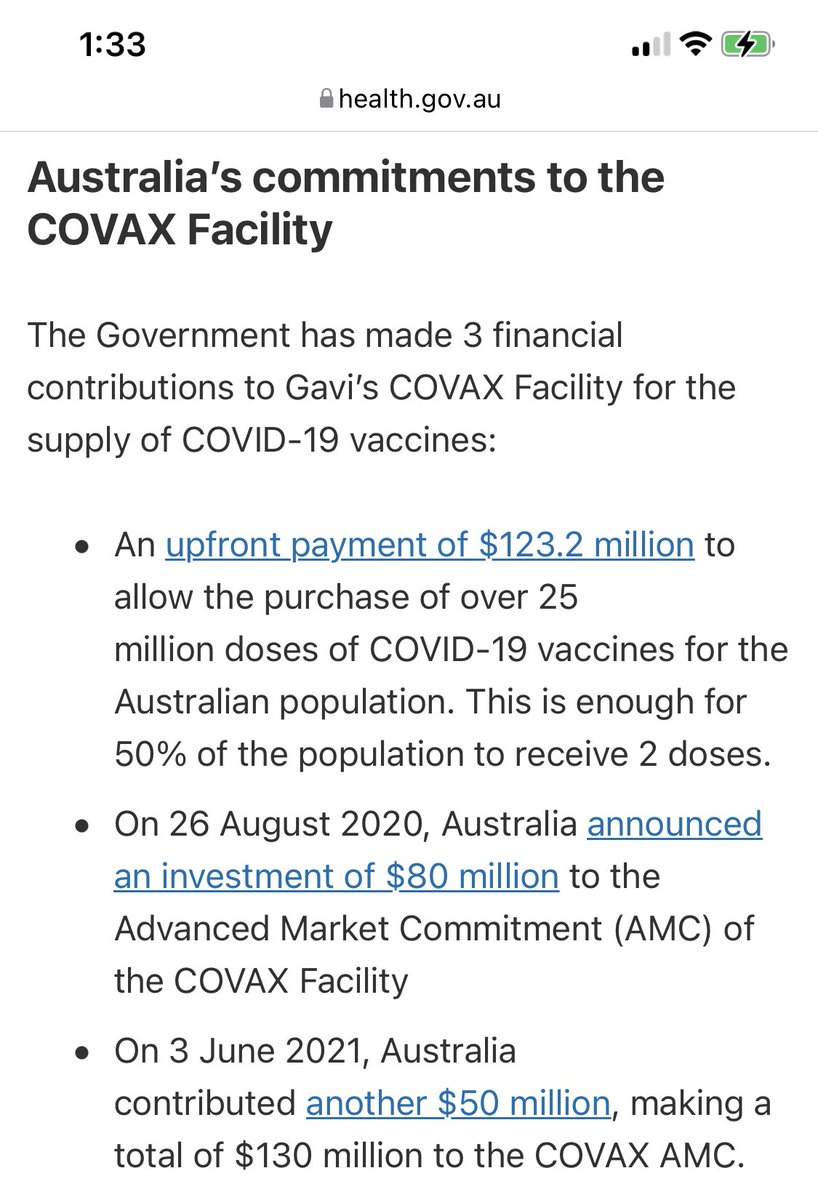 1:33
health.gov.au
Australia’s commitments to the
COVAX Facility
The Government has made 3 financial
contributions to Gavi’s COVAX Facility for the
supply of COVID-19 vaccines:
• An upfront payment of $123.2 million to
allow the purchase of over 25
million doses of COVID-19 vaccines for the
Australian population. This is enough for
50% of the population to receive 2 doses.
• On 26 August 2020, Australia announced
an investment of $80 million to the
Advanced Market Commitment (AMC) of
the COVAX Facility
• On 3 June 2021, Australia
contributed another $50 million, making a
total of $130 million to the COVAX AMC.